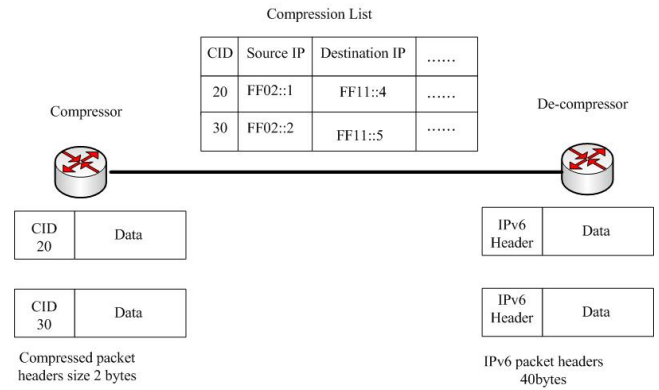 Compression List
CID Source IP Destination IP ......
20 FF02::1 FF11::4 ......
30 FF02::2 FF11::5 ......
Compressor
De-compressor
CID
20
Data
IPv6
Header
Data
CID
30
Data
IPv6
Header
Data
Compressed packet
headers size 2 bytes
IPv6 packet headers
40bytes